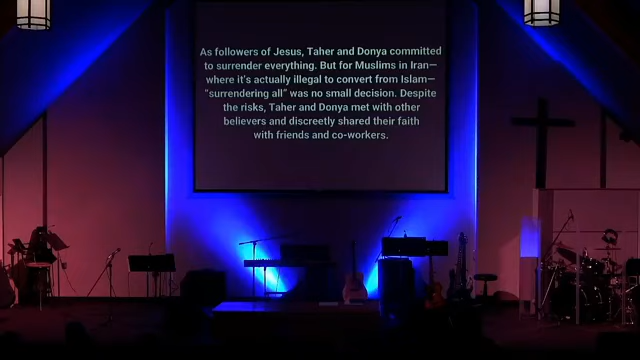 As followers of Jesus, Taher and Donya committed
to surrender everything. But for Muslims in Iran—
where it's actually illegal to convert from Islam—
"surrendering all" was no small decision. Despite
the risks, Taher and Donya met with other
believers and discreetly shared their faith
with friends and co-workers.